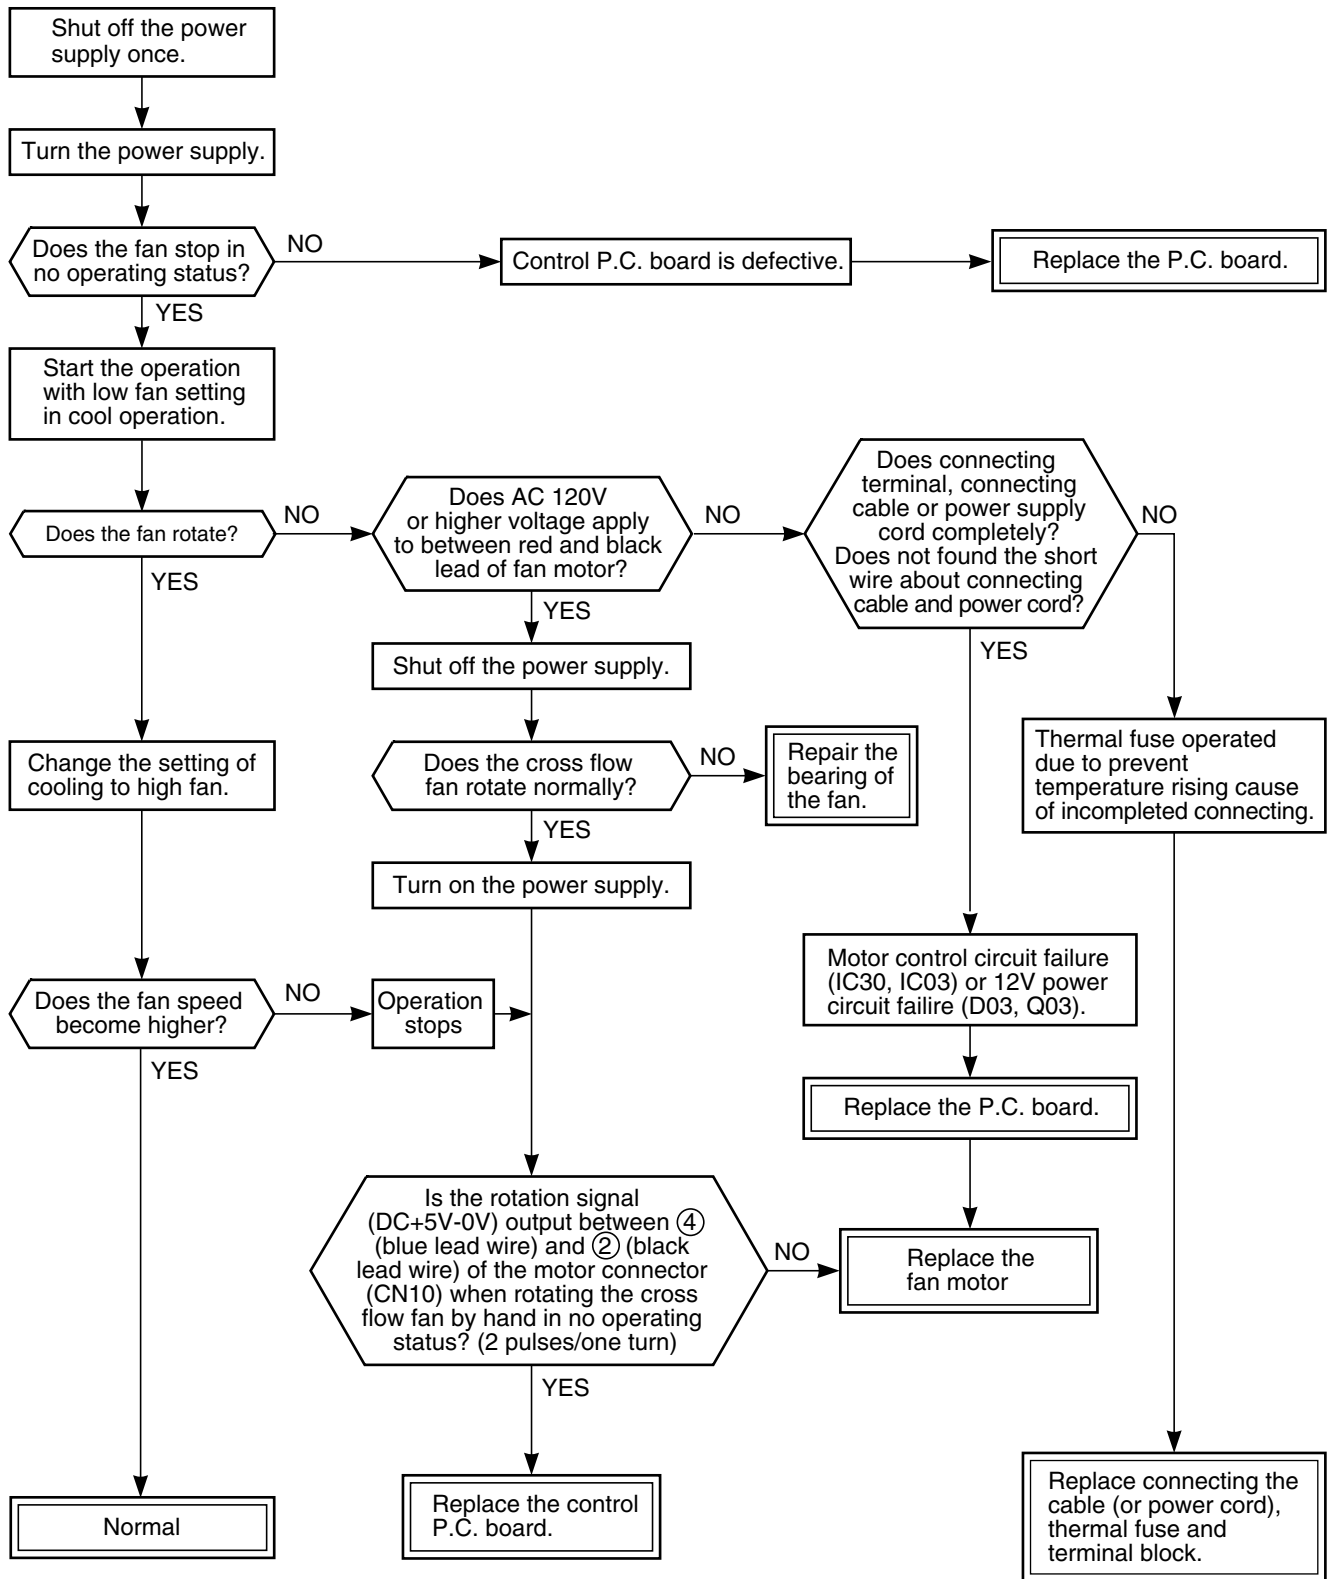 Shut off the power
supply once.
Turn the power supply.
Does the fan stop in
no operating status?
NO
Control P.C. board is defective.
Replace the P.C. board.
YES
Start the operation
with low fan setting
in cool operation.
Does the fan rotate?
NO
Does AC 120V
or higher voltage apply
to between red and black
lead of fan motor?
NO
Does connecting
terminal, connecting
cable or power supply
cord completely?
Does not found the short
wire about connecting
cable and power cord?
NO
YES
YES
YES
Shut off the power supply.
Change the setting of
cooling to high fan.
Does the cross flow
fan rotate normally?
NO
Repair the
bearing of
the fan.
Thermal fuse operated
due to prevent
temperature rising cause
of incompleted connecting.
YES
Turn on the power supply.
Motor control circuit failure
(IC30, IC03) or 12V power
circuit failire (D03, Q03).
Does the fan speed
become higher?
NO
Operation
stops
YES
Replace the P.C. board.
Is the rotation signal
(DC+5V-0V) output between ④
(blue lead wire) and ② (black
lead wire) of the motor connector
(CN10) when rotating the cross
flow fan by hand in no operating
status? (2 pulses/one turn)
NO
Replace the
fan motor
YES
Normal
Replace the control
P.C. board.
Replace connecting the
cable (or power cord),
thermal fuse and
terminal block.